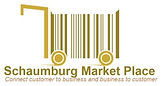 Schaumburg Market Place
Connect customer to business and business to customer